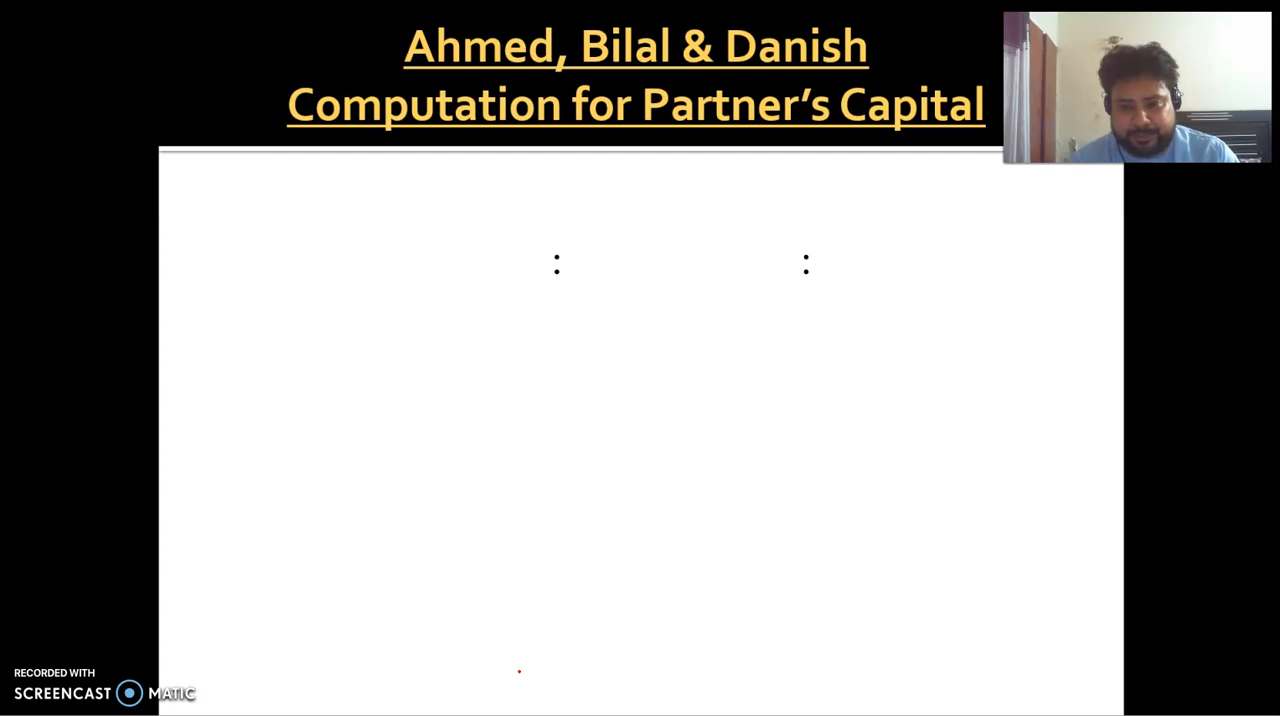 Ahmed, Bilal & Danish
Computation for Partner’s Capital
: :
RECORDED WITH
SCREENCAST MATIC